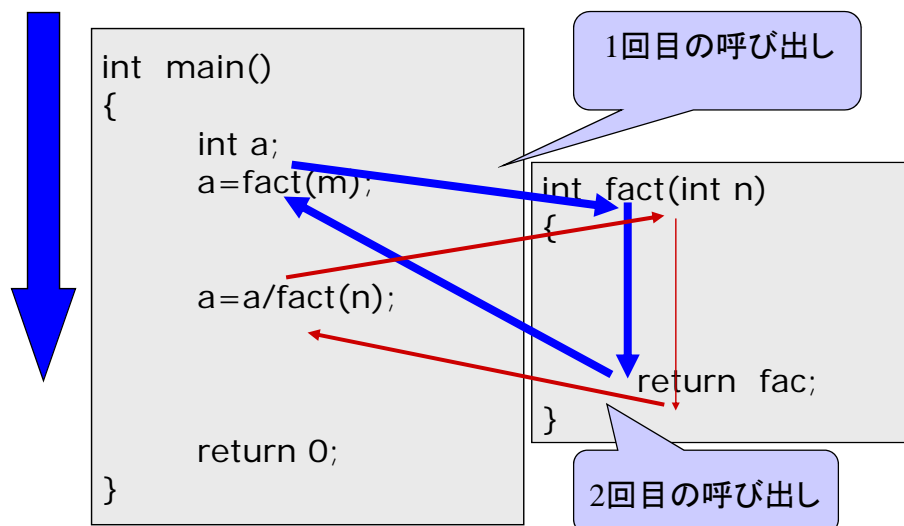 int main()
{
int a;
a=fact(m);
a=a/fact(n);
return 0;
}
1回目の呼び出し
int fact(int n)
{
return fac;
}
2回目の呼び出し